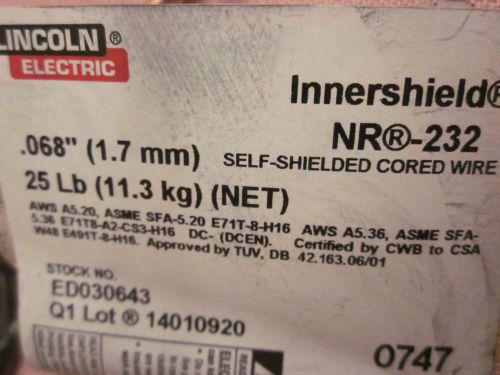 LINCOLN ®
ELECTRIC
Innershield®
NR®-232
.068" (1.7 mm)
SELF-SHIELDED CORED WIRE
25 Lb (11.3 kg) (NET)
AWS A5.20, ASME SFA-5.20 E71T-8-H16 AWS A5.36, ASME SFA-
5.36 E71T8-A2-CS3-H16 DC- (DCEN). Certified by CWB to CSA
W48 E491T-8-H16. Approved by TUV, DB 42.163.06/01
STOCK NO.
ED030643
Q1 Lot ® 14010920
0747